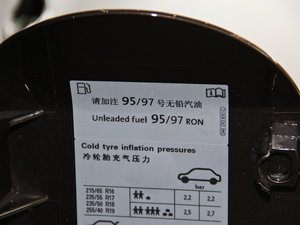 请加注 95/97 号无铅汽油
Unleaded fuel 95/97 RON
Cold tyre inflation pressures
冷轮胎充气压力
bar
215/65 R16
235/55 R17 2,2 2,2
235/50 R18
255/40 R19 2,5 2,7